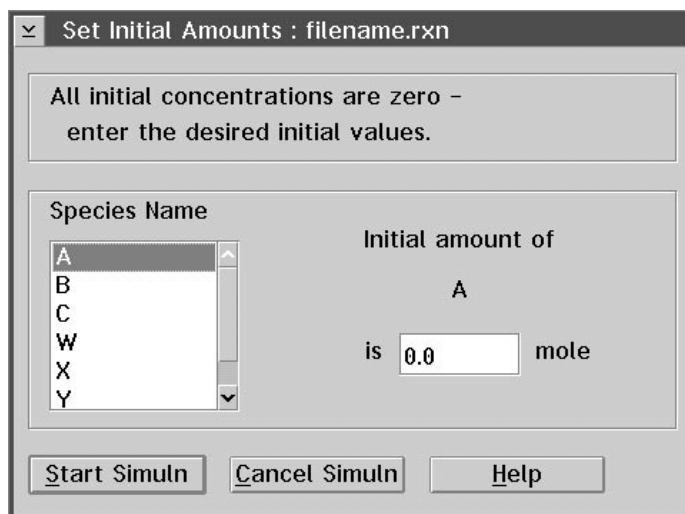 Set Initial Amounts : filename.rxn
All initial concentrations are zero –
enter the desired initial values.
Species Name
A
B
C
W
X
Y
Initial amount of
A
is 0.0 mole
Start Simuln Cancel Simuln Help